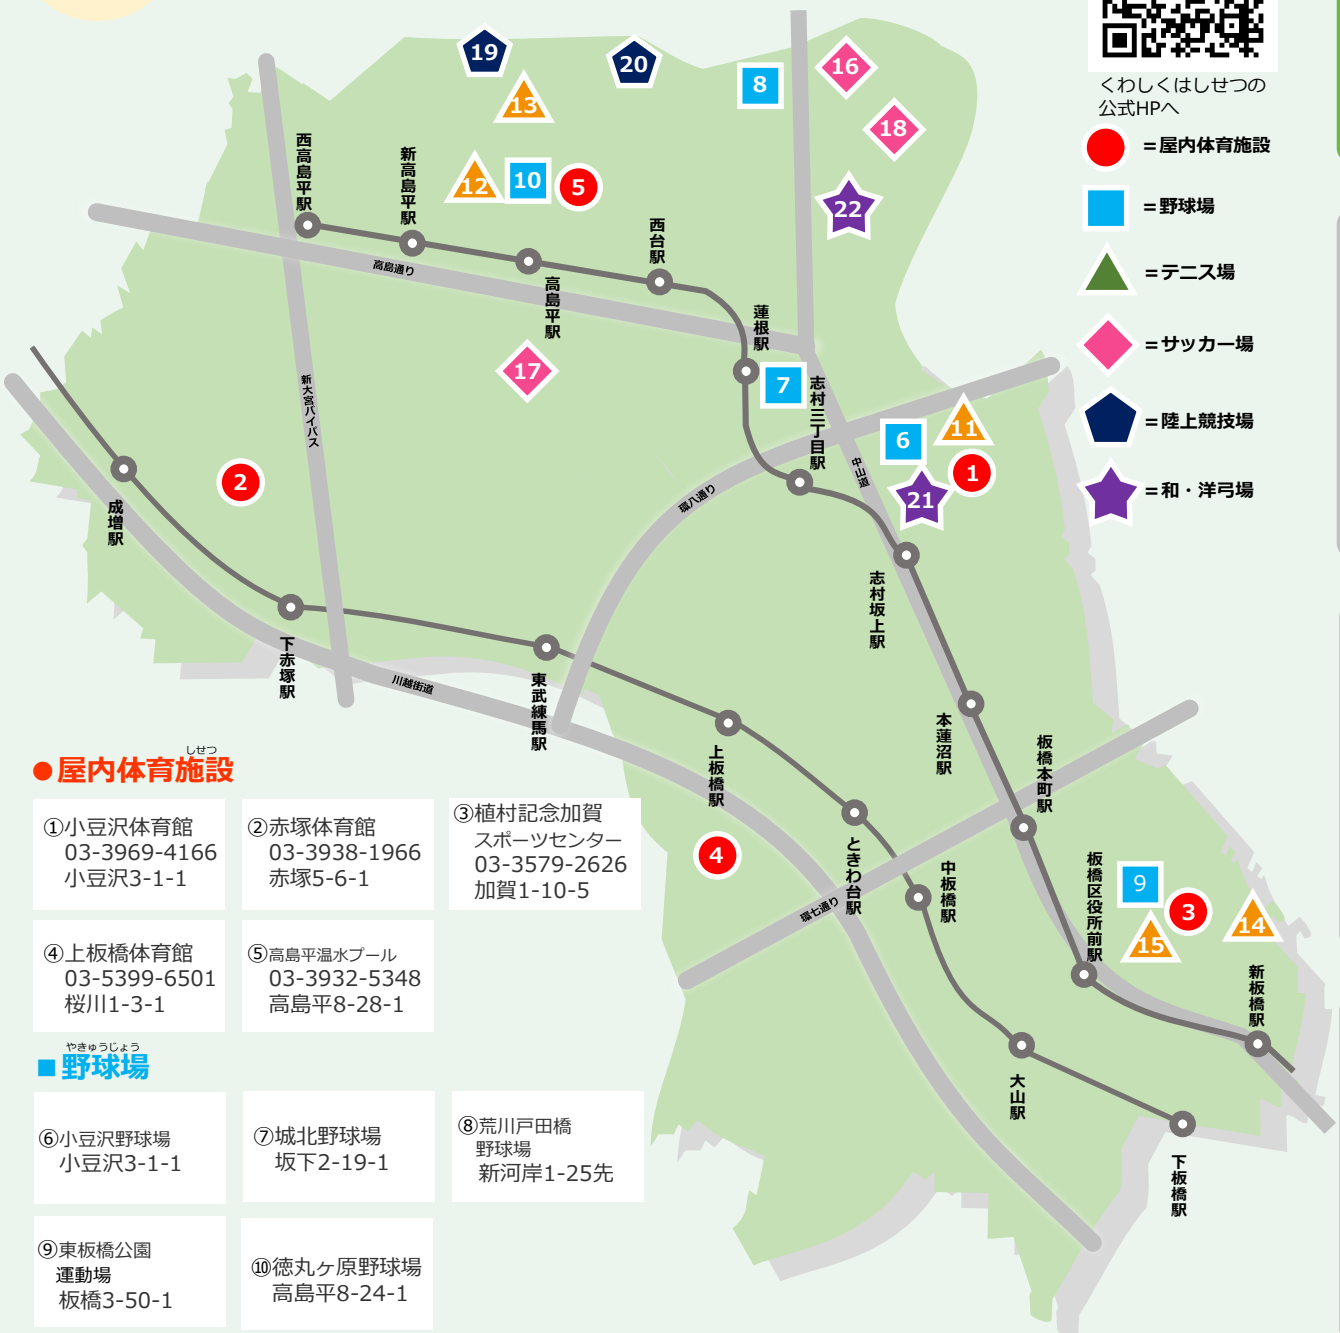 くわしくはしせつの
公式HPへ
=屋内体育施設
=野球場
=テニス場
=サッカー場
=陸上競技場
=和・洋弓場
19
20
8
16
13
18
12
10
5
22
西高島平駅
新高島平駅
高島平駅
西台駅
蓮根駅
高島通り
新大宮バイパス
17
7
志村三丁目駅
6
11
1
21
中山道
環八通り
2
成増駅
下赤塚駅
川越街道
東武練馬駅
志村坂上駅
本蓮沼駅
上板橋駅
板橋本町駅
4
ときわ台駅
環七通り
中板橋駅
板橋区役所前駅
9
3
15
14
新板橋駅
大山駅
下板橋駅
しせつ
●屋内体育施設
①小豆沢体育館
03-3969-4166
小豆沢3-1-1
②赤塚体育館
03-3938-1966
赤塚5-6-1
③植村記念加賀
スポーツセンター
03-3579-2626
加賀1-10-5
④上板橋体育館
03-5399-6501
桜川1-3-1
⑤高島平温水プール
03-3932-5348
高島平8-28-1
やきゅうじょう
■野球場
⑥小豆沢野球場
小豆沢3-1-1
⑦城北野球場
坂下2-19-1
⑧荒川戸田橋
野球場
新河岸1-25先
⑨東板橋公園
運動場
板橋3-50-1
⑩徳丸ヶ原野球場
高島平8-24-1